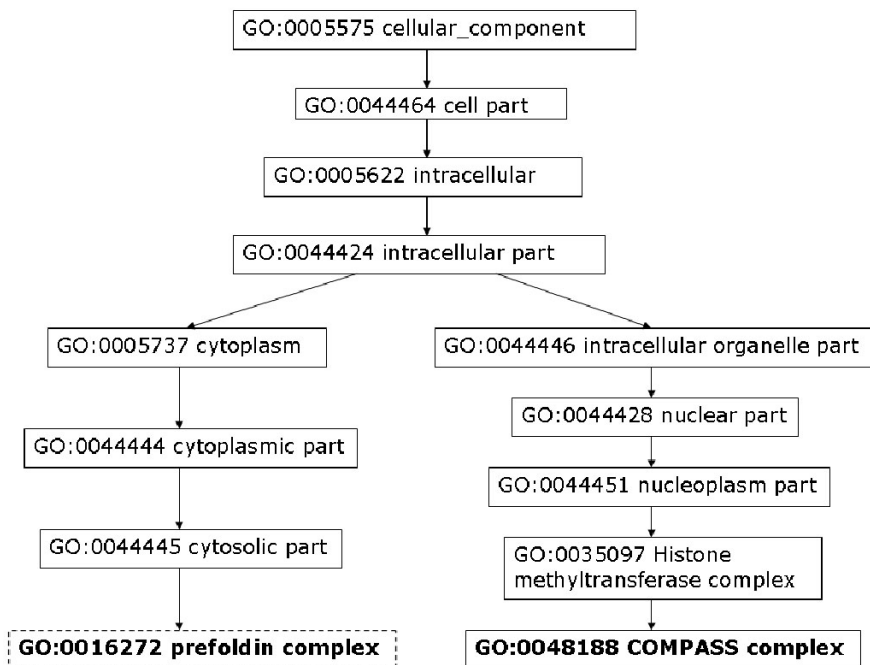 GO:0005575 cellular_component
GO:0044464 cell part
GO:0005622 intracellular
GO:0044424 intracellular part
GO:0005737 cytoplasm
GO:0044446 intracellular organelle part
GO:0044428 nuclear part
GO:0044444 cytoplasmic part
GO:0044451 nucleoplasm part
GO:0044445 cytosolic part
GO:0035097 Histone
methyltransferase complex
GO:0016272 prefoldin complex
GO:0048188 COMPASS complex